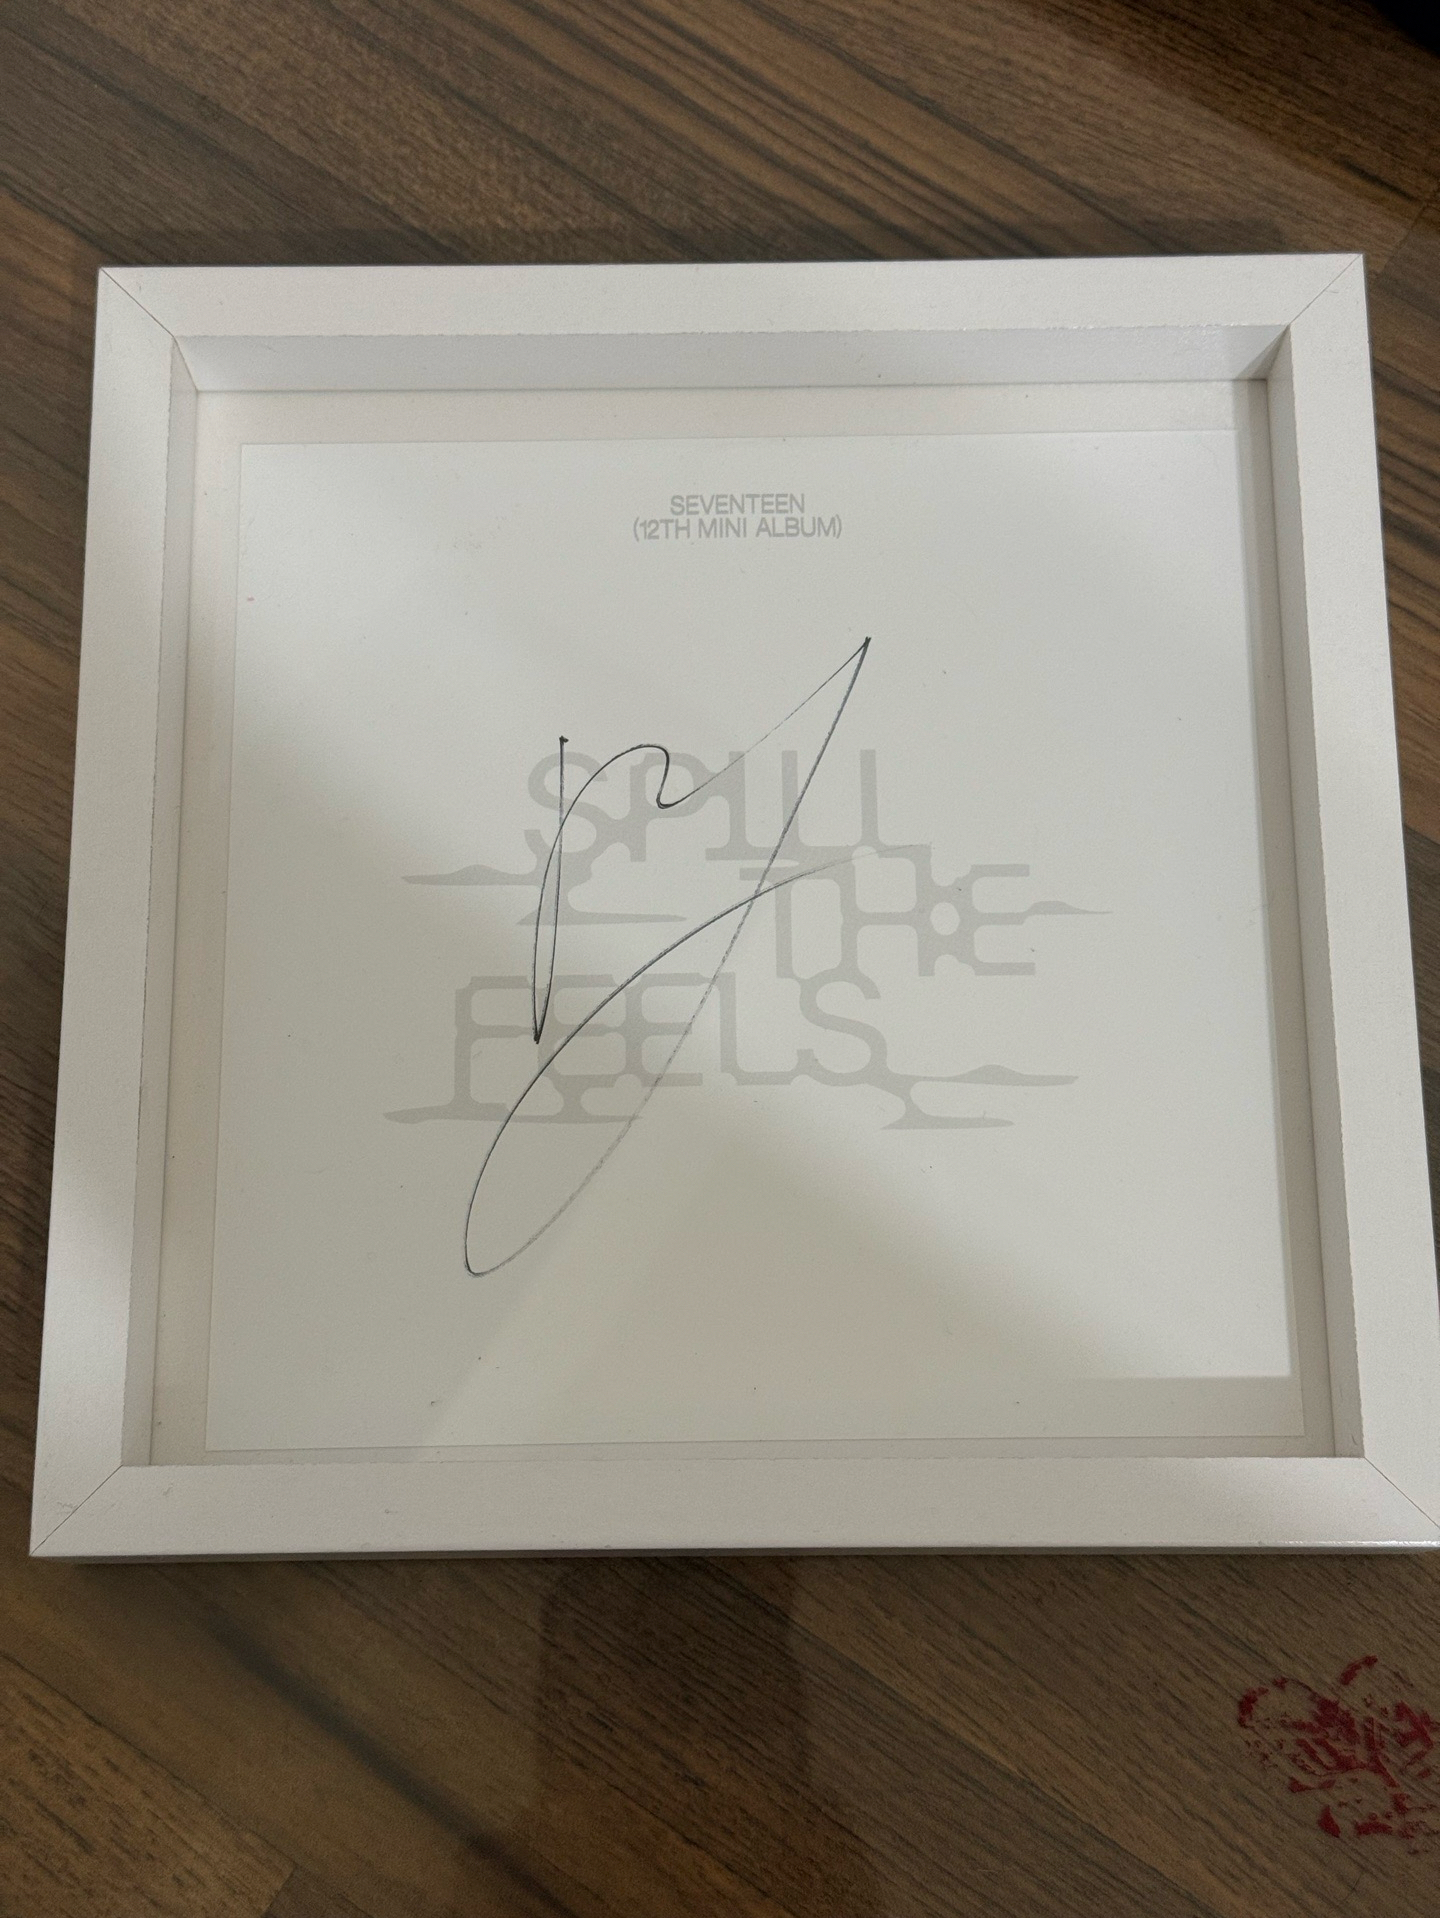 SEVENTEEN
(12TH MINI ALBUM)
SPILL
THE
FEELS